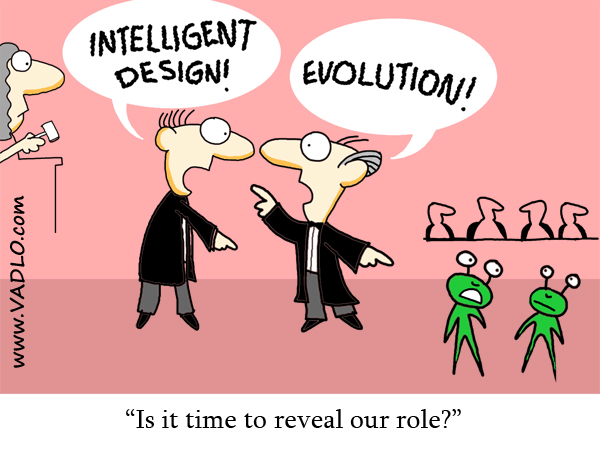 INTELLIGENT
DESIGN!
EVOLUTION!
www.VADLO.com
“Is it time to reveal our role?”